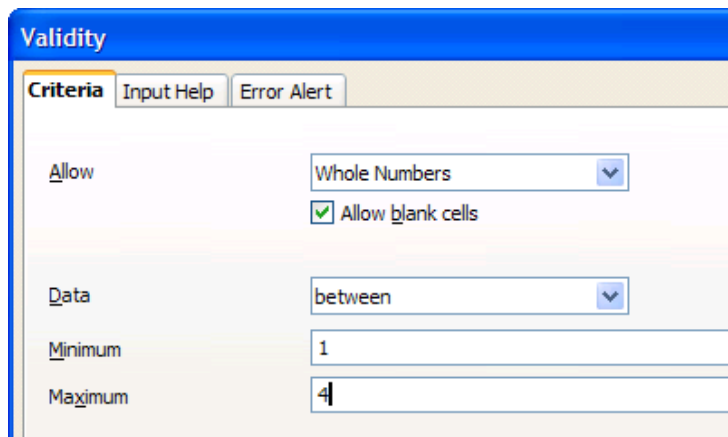 Validity
Criteria Input Help Error Alert
Allow Whole Numbers
Allow blank cells
Data between
Minimum 1
Maximum 4